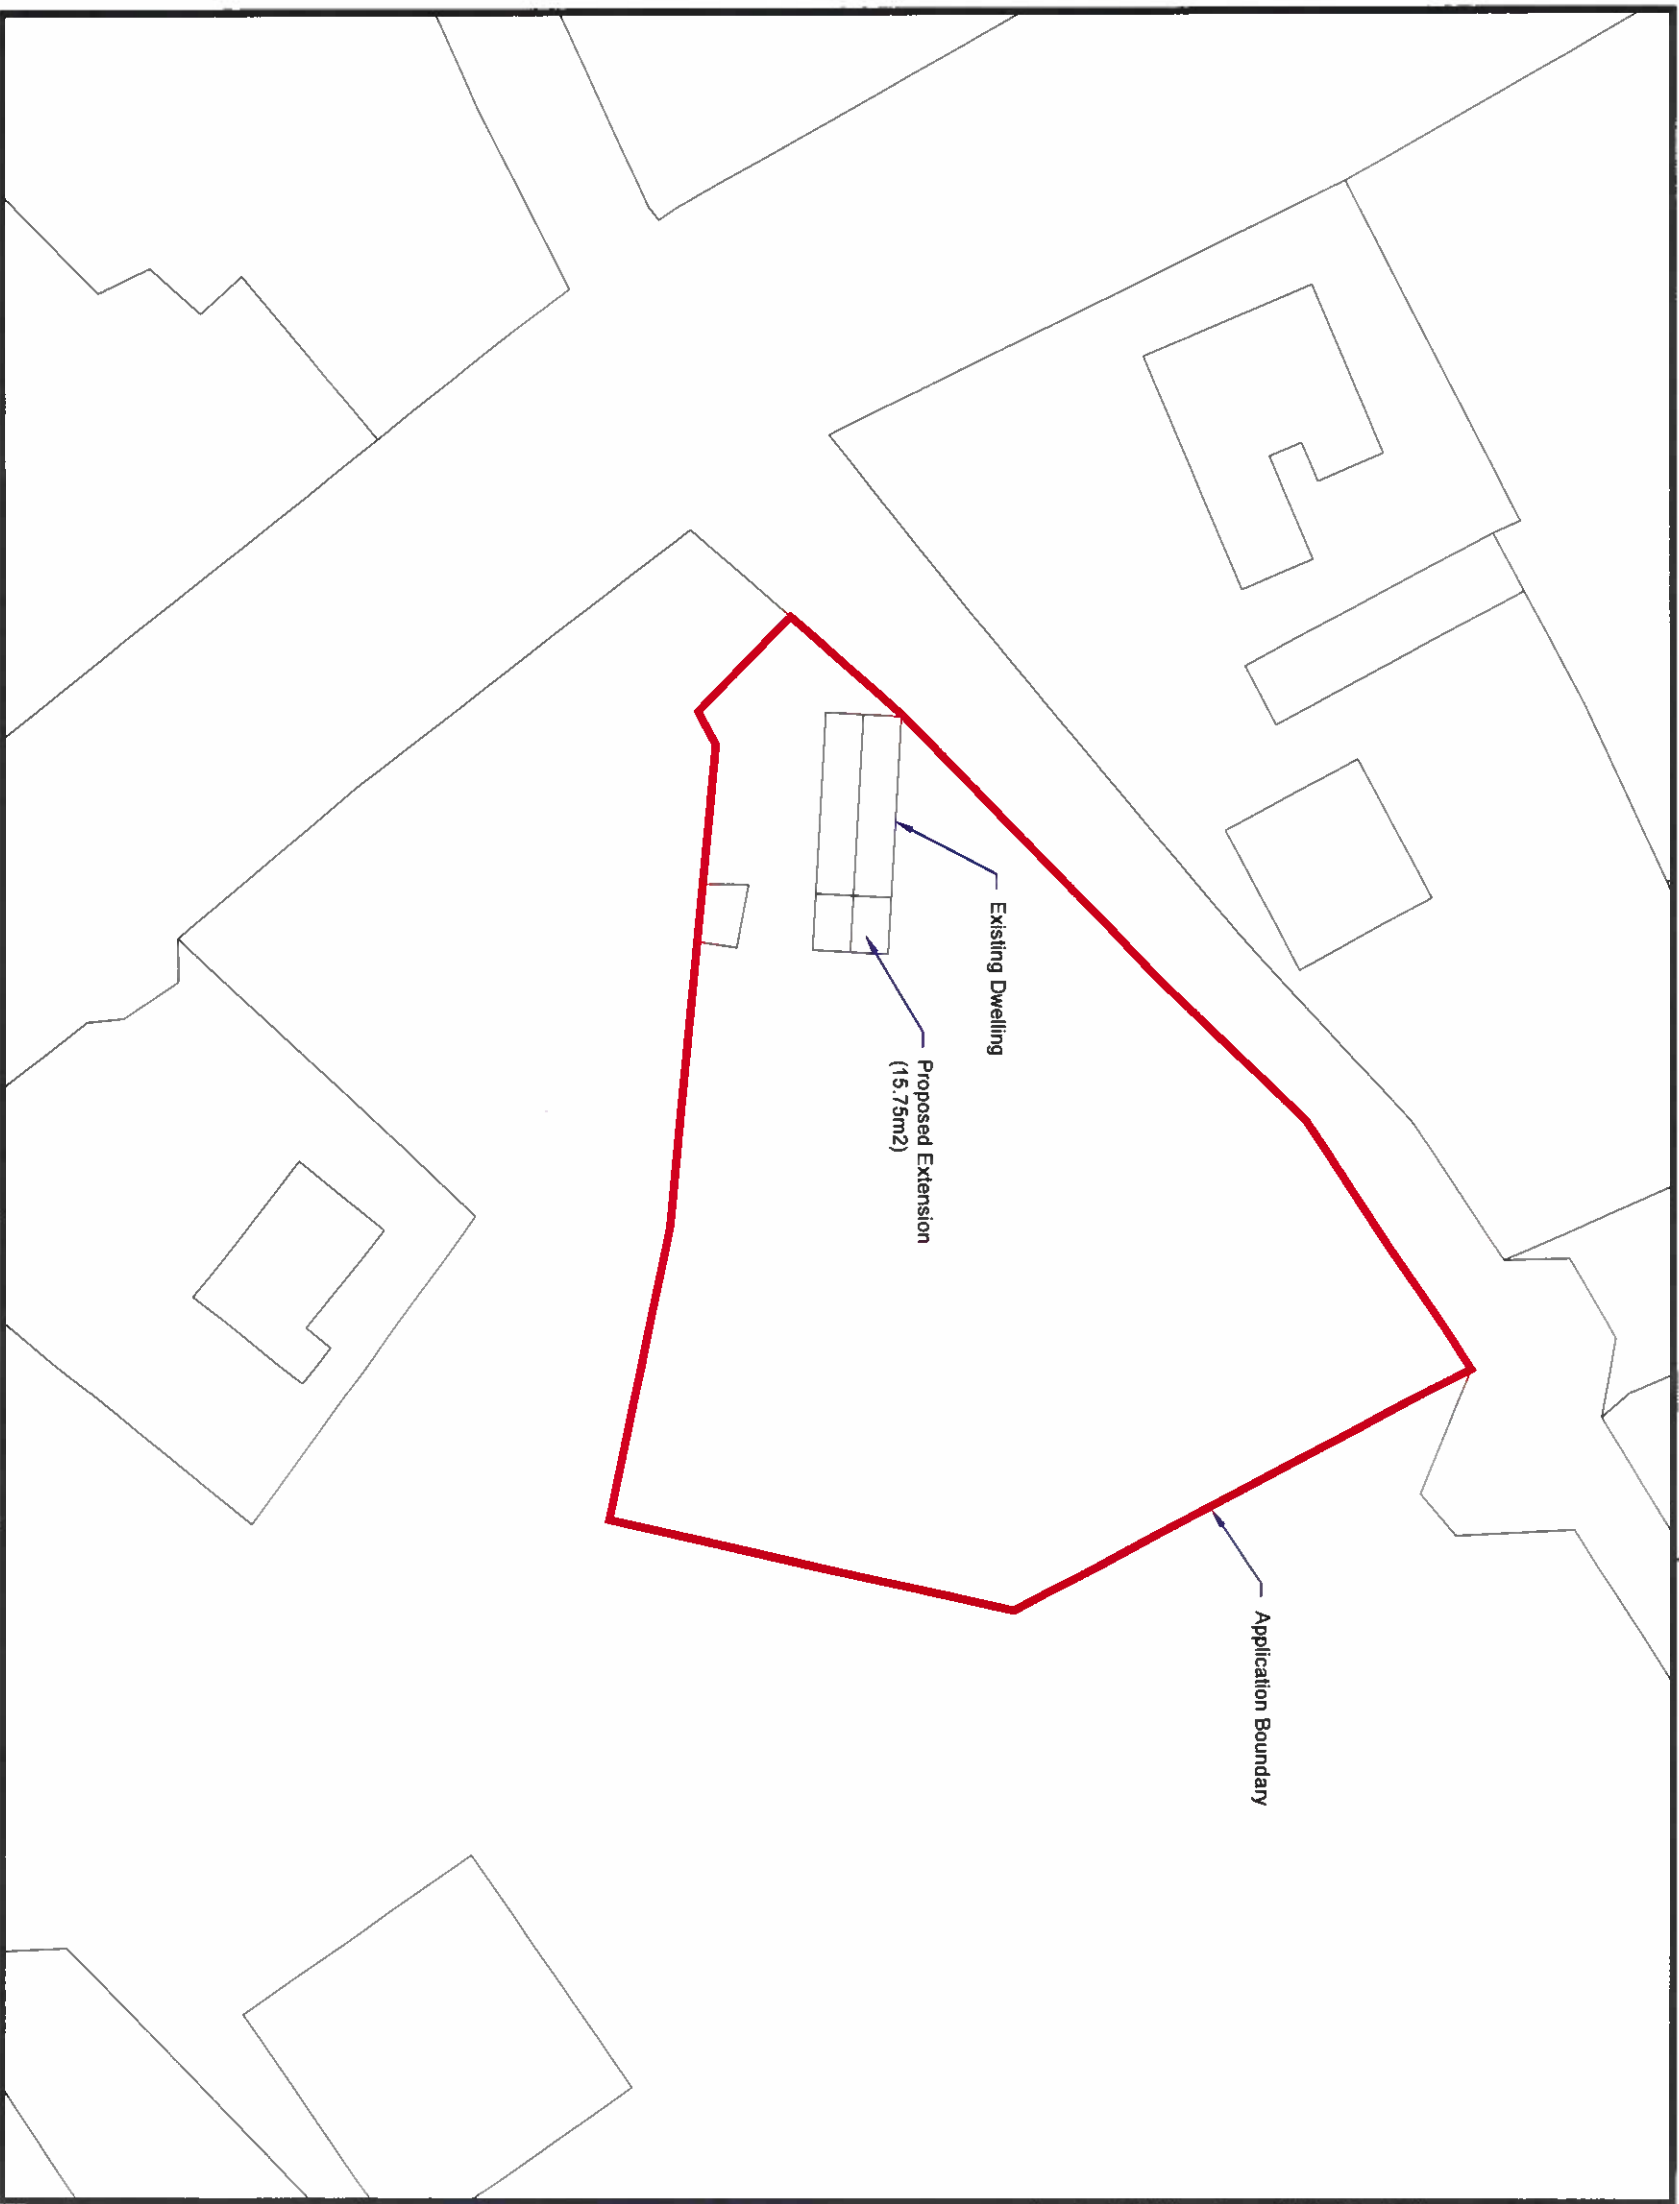 Existing Dwelling
Proposed Extension
(15.75m2)
Application Boundary